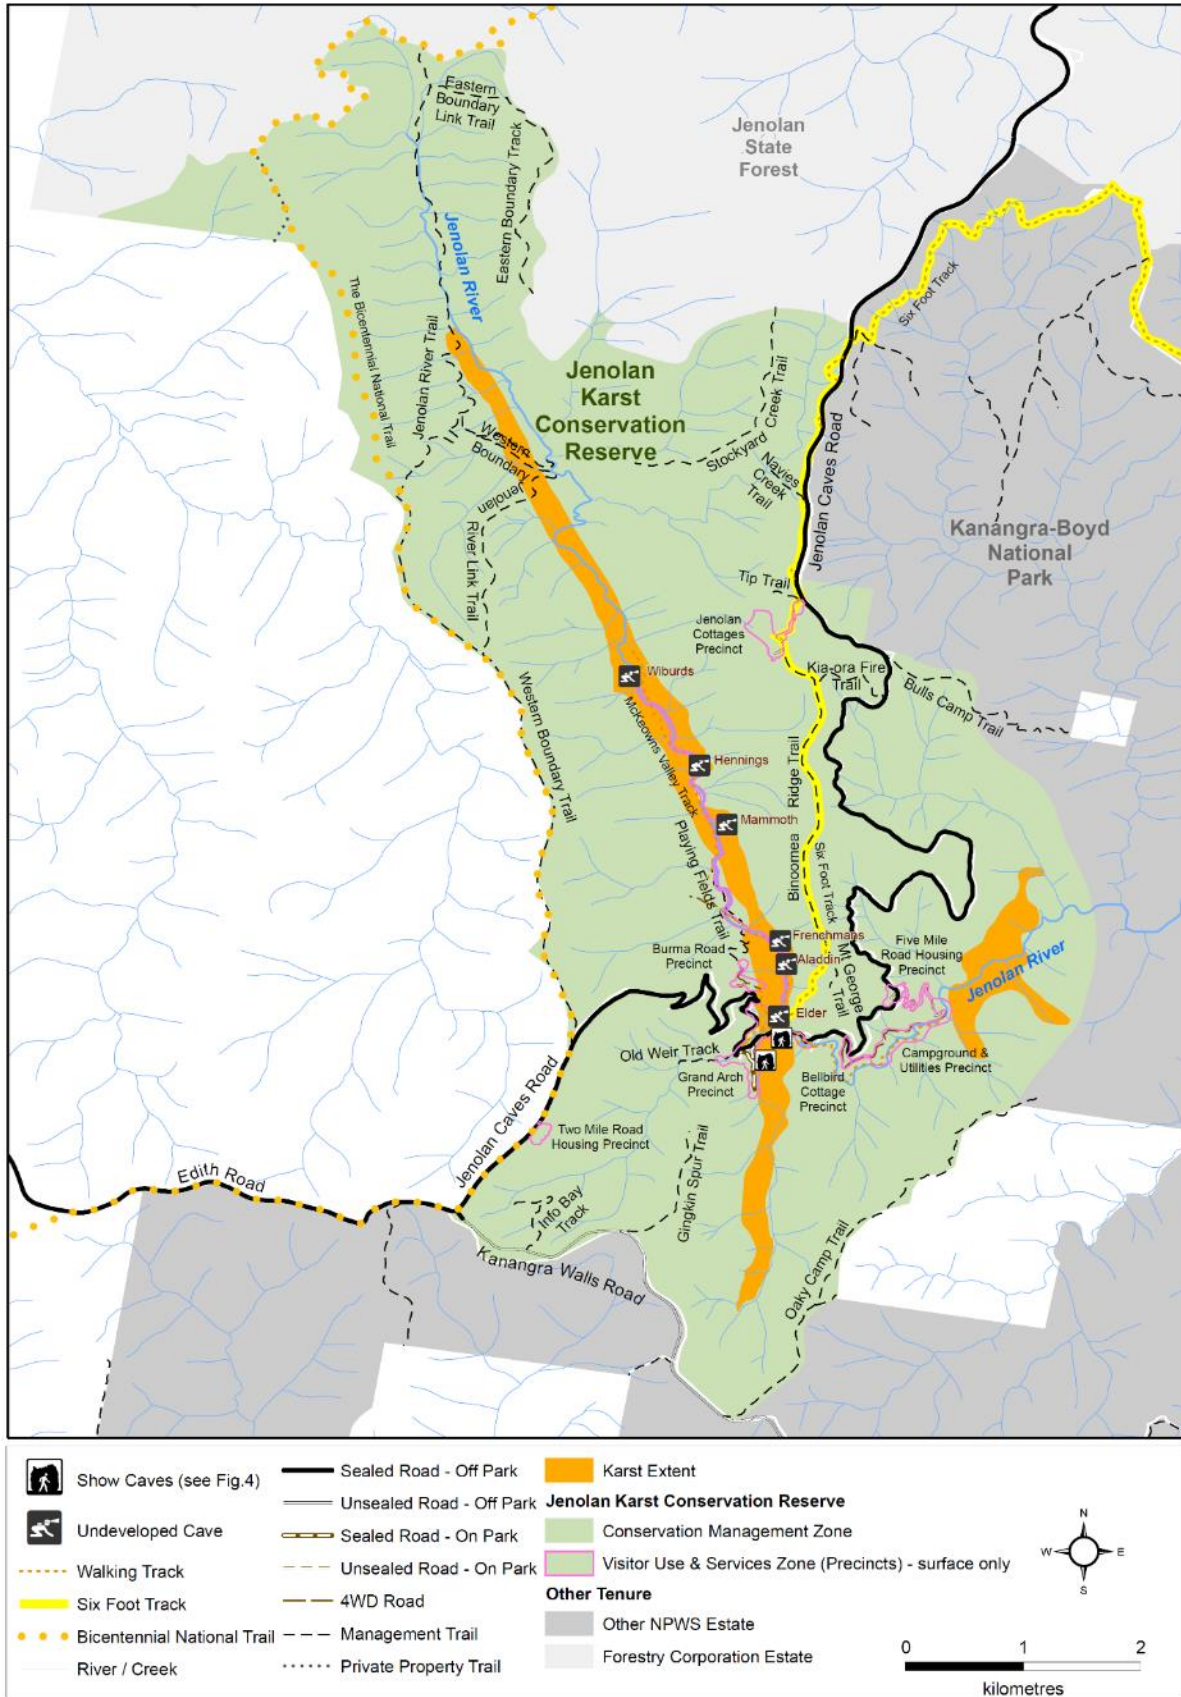 Eastern
Boundary
Link Trail
Eastern Boundary Track
Jenolan
State
Forest
Jenolan River
Six Foot Track
The Bicentennial National Trail
Jenolan River Trail
Jenolan
Karst
Conservation
Reserve
Stockyard Creek Trail
Navies
Creek
Trail
Jenolan Caves Road
Western
Boundary
Jenolan
River Link Trail
Kanangra-Boyd
National
Park
Tip Trail
Jenolan
Cottages
Precinct
Kia-ora Fire
Trail
Bulls Camp Trail
Wiburds
McKeowns Valley Track
Western Boundary Trail
Hennings
Binoomea Ridge Trail
Mammoth
Playing Fields Trail
Six Foot Track
Mt George Trail
Frenchmans
Five Mile
Road Housing
Precinct
Burma Road
Precinct
Aladdin
Jenolan River
Elder
Old Weir Track
Grand Arch
Precinct
Bellbird
Cottage
Precinct
Campground &
Utilities Precinct
Jenolan Caves Road
Two Mile Road
Housing Precinct
Edith Road
Info Bay
Track
Gingkin Spur Trail
Kanangra Walls Road
Oaky Camp Trail
Show Caves (see Fig.4)
Undeveloped Cave
Walking Track
Six Foot Track
Bicentennial National Trail
River / Creek
Sealed Road - Off Park
Unsealed Road - Off Park
Sealed Road - On Park
Unsealed Road - On Park
4WD Road
Management Trail
Private Property Trail
Karst Extent
Jenolan Karst Conservation Reserve
Conservation Management Zone
Visitor Use & Services Zone (Precincts) - surface only
Other Tenure
Other NPWS Estate
Forestry Corporation Estate
N
W E
S
0 1 2
kilometres